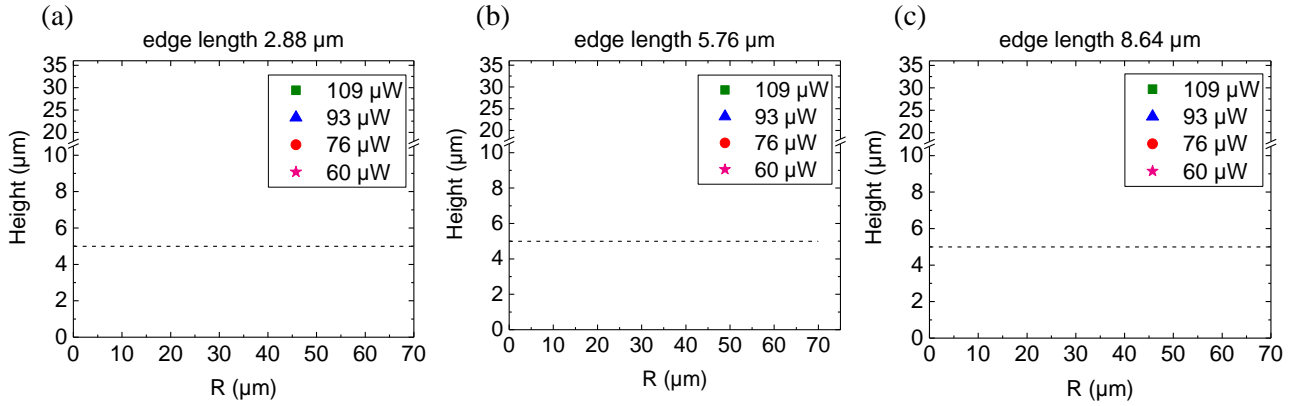 (a)
edge length 2.88 µm
Height (µm)
35
30
25
20
10
8
6
4
2
0
109 µW
93 µW
76 µW
60 µW
0 10 20 30 40 50 60 70
R (µm)
(b)
edge length 5.76 µm
Height (µm)
35
30
25
20
10
8
6
4
2
0
109 µW
93 µW
76 µW
60 µW
0 10 20 30 40 50 60 70
R (µm)
(c)
edge length 8.64 µm
Height (µm)
35
30
25
20
10
8
6
4
2
0
109 µW
93 µW
76 µW
60 µW
0 10 20 30 40 50 60 70
R (µm)